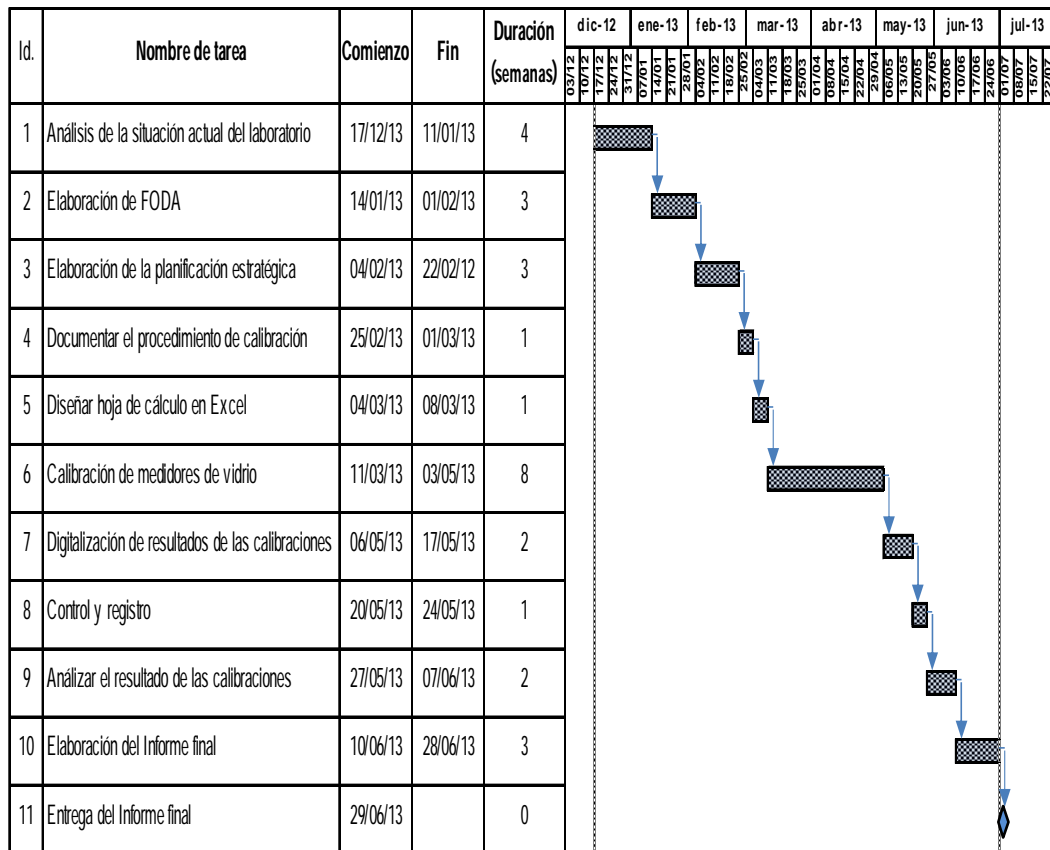 Id. Nombre de tarea Comienzo Fin Duración (semanas) dic-12 ene-13 feb-13 mar-13 abr-13 may-13 jun-13 jul-13
03/12 10/12 17/12 24/12 31/12 07/01 14/01 21/01 28/01 04/02 11/02 18/02 25/02 04/03 11/03 18/03 25/03 01/04 08/04 15/04 22/04 29/04 06/05 13/05 20/05 27/05 03/06 10/06 17/06 24/06 01/07 08/07 15/07 22/07
1 Análisis de la situación actual del laboratorio 17/12/13 11/01/13 4
2 Elaboración de FODA 14/01/13 01/02/13 3
3 Elaboración de la planificación estratégica 04/02/13 22/02/12 3
4 Documentar el procedimiento de calibración 25/02/13 01/03/13 1
5 Diseñar hoja de cálculo en Excel 04/03/13 08/03/13 1
6 Calibración de medidores de vidrio 11/03/13 03/05/13 8
7 Digitalización de resultados de las calibraciones 06/05/13 17/05/13 2
8 Control y registro 20/05/13 24/05/13 1
9 Análizar el resultado de las calibraciones 27/05/13 07/06/13 2
10 Elaboración del Informe final 10/06/13 28/06/13 3
11 Entrega del Informe final 29/06/13 0